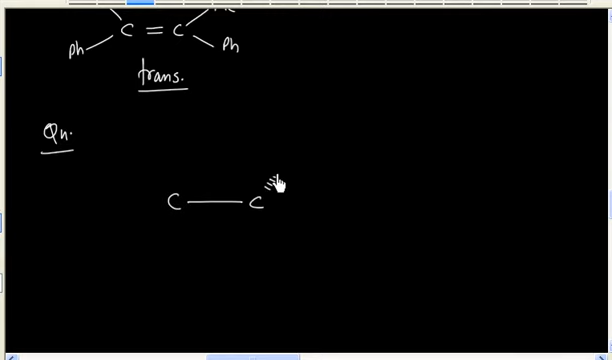 C = C
Ph Ph
trans.
Qn.
C — C